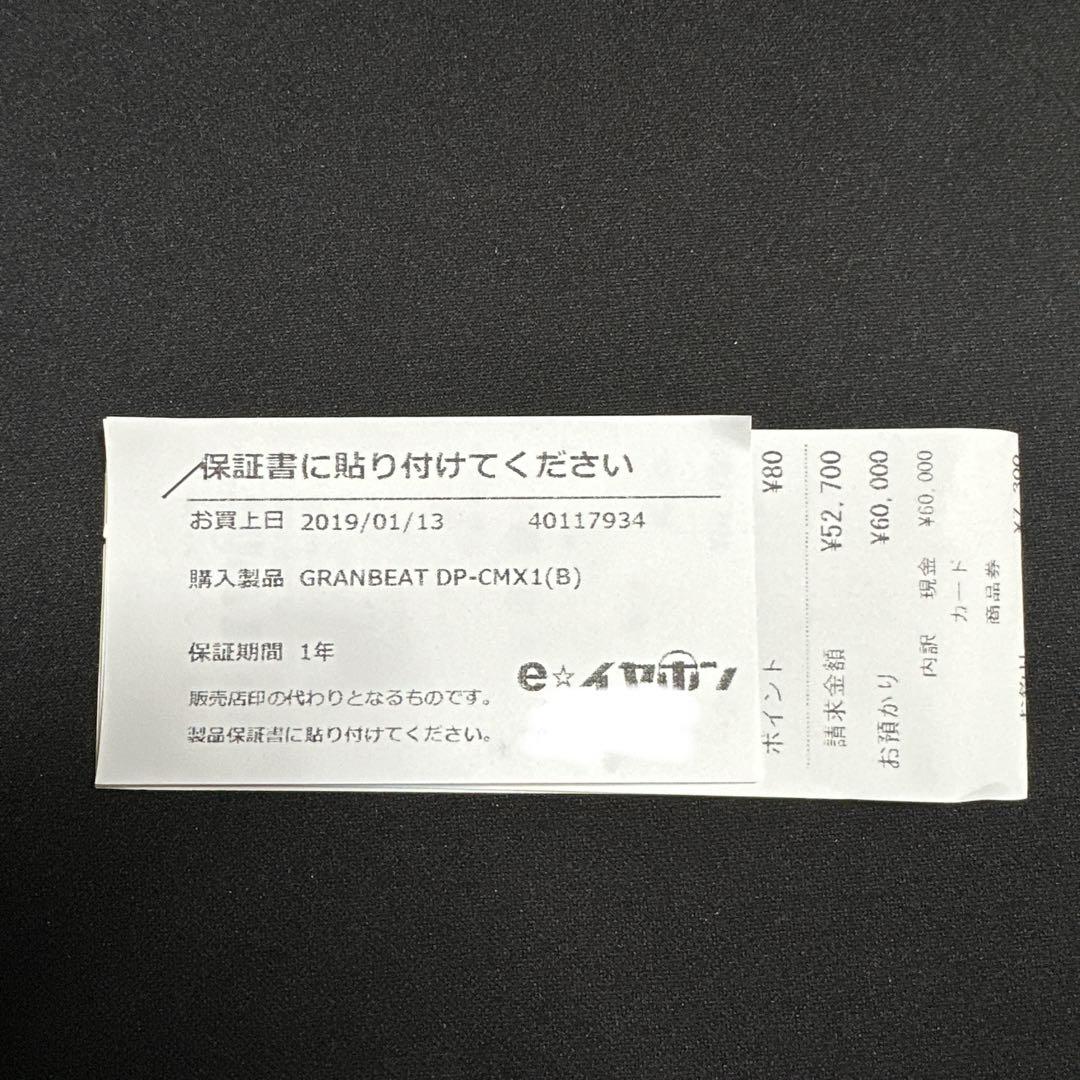 保証書に貼り付けてください
お買上日 2019/01/13 40117934
購入製品 GRANBEAT DP-CMX1(B)
保証期間 1年
販売店印の代わりとなるものです。
製品保証書に貼り付けてください。
e☆イヤホン
ポイント ¥80
請求金額 ¥52,700
お預かり ¥60,000
内訳 現金 ¥60,000
カード
商品券